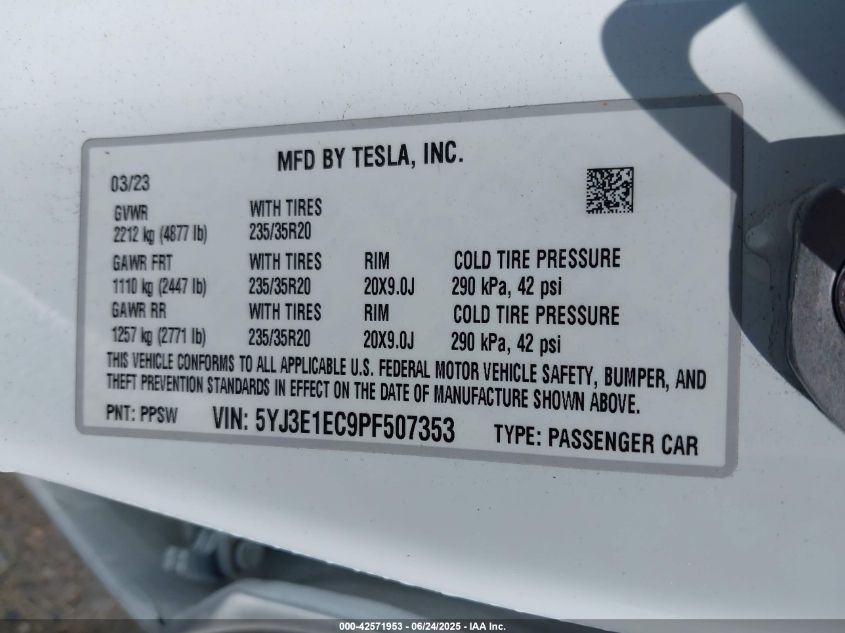 MFD BY TESLA, INC.
03/23
GVWR WITH TIRES
2212 kg (4877 lb) 235/35R20
GAWR FRT WITH TIRES RIM COLD TIRE PRESSURE
1110 kg (2447 lb) 235/35R20 20X9.0J 290 kPa, 42 psi
GAWR RR WITH TIRES RIM COLD TIRE PRESSURE
1257 kg (2771 lb) 235/35R20 20X9.0J 290 kPa, 42 psi
THIS VEHICLE CONFORMS TO ALL APPLICABLE U.S. FEDERAL MOTOR VEHICLE SAFETY, BUMPER, AND
THEFT PREVENTION STANDARDS IN EFFECT ON THE DATE OF MANUFACTURE SHOWN ABOVE.
PNT: PPSW VIN: 5YJ3E1EC9PF507353 TYPE: PASSENGER CAR
000-42571953 - 06/24/2025 - IAA Inc.